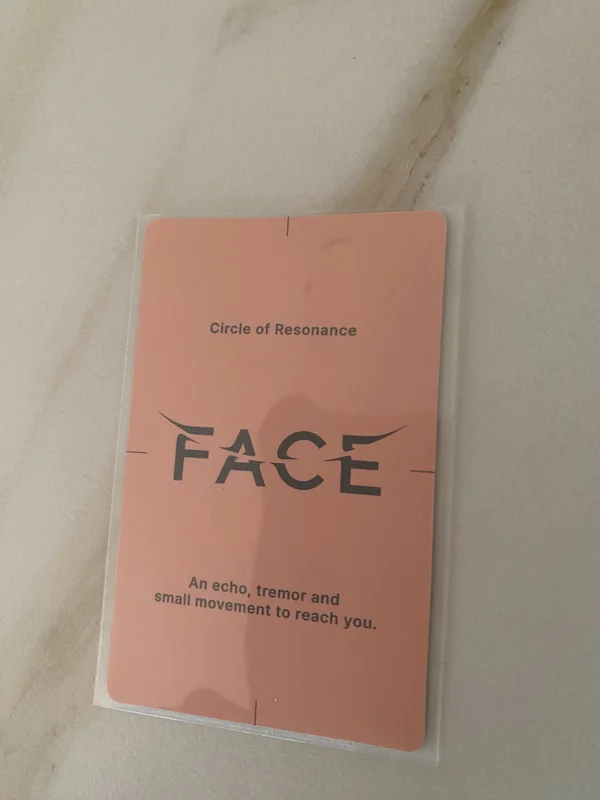 Circle of Resonance
FACE
An echo, tremor and
small movement to reach you.